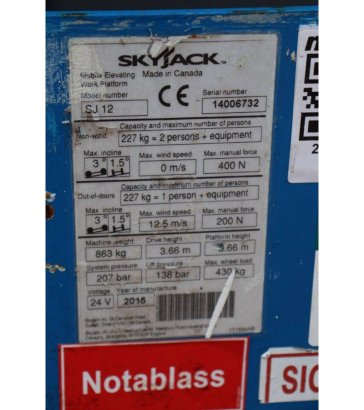 SKYJACK™
Mobile Elevating
Work Platform
Made in Canada
Model number
SJ 12
CE
Serial number
14006732
Non-wind
Capacity and maximum number of persons
227 kg = 2 persons + equipment
Max. incline
3° 1.5°
Max. wind speed
0 m/s
Max. manual force
400 N
Out-of-doors
Capacity and maximum number of persons
227 kg = 1 person + equipment
Max. incline
3° 1.5°
Max. wind speed
12.5 m/s
Max. manual force
200 N
Machine weight
863 kg
Drive height
3.66 m
Platform height
3.66 m
System pressure
207 bar
Lift pressure
138 bar
Max. wheel load
430 kg
Voltage
24 V
Year of manufacture
2015
Notablass
SIC